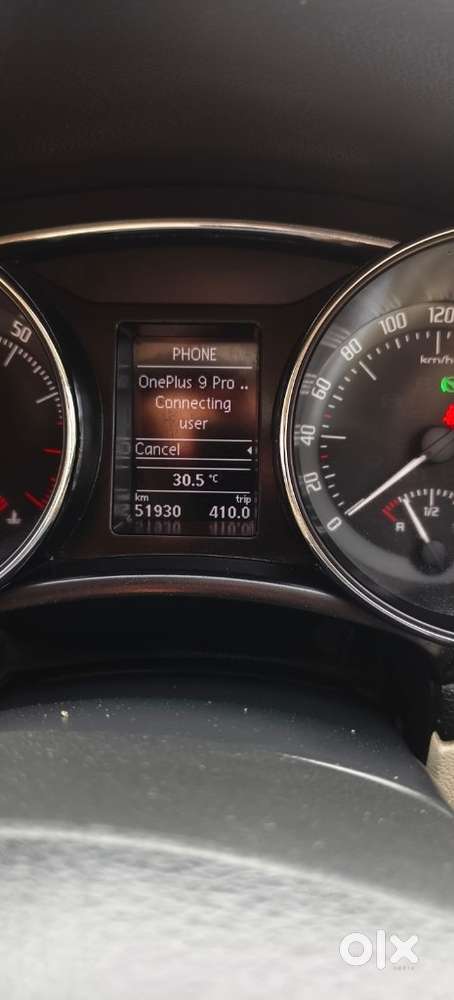 PHONE
OnePlus 9 Pro ..
Connecting
user
Cancel
30.5 °C
km trip
51930 410.0
50
0
20
40
60
80
100
120
km/h
R
1/2
olx
INDIA